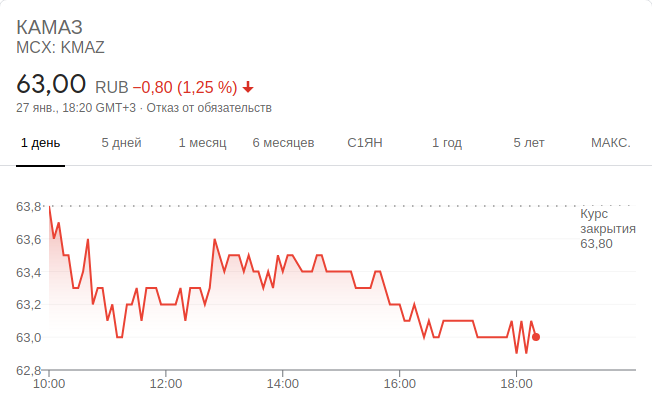 КАМАЗ
MCX: KMAZ
63,00 RUB −0,80 (1,25 %)
27 янв., 18:20 GMT+3 · Отказ от обязательств
1 день 5 дней 1 месяц 6 месяцев С1ЯН 1 год 5 лет МАКС.
63,8
Курс
закрытия
63,80
63,6
63,4
63,2
63,0
62,8
10:00 12:00 14:00 16:00 18:00